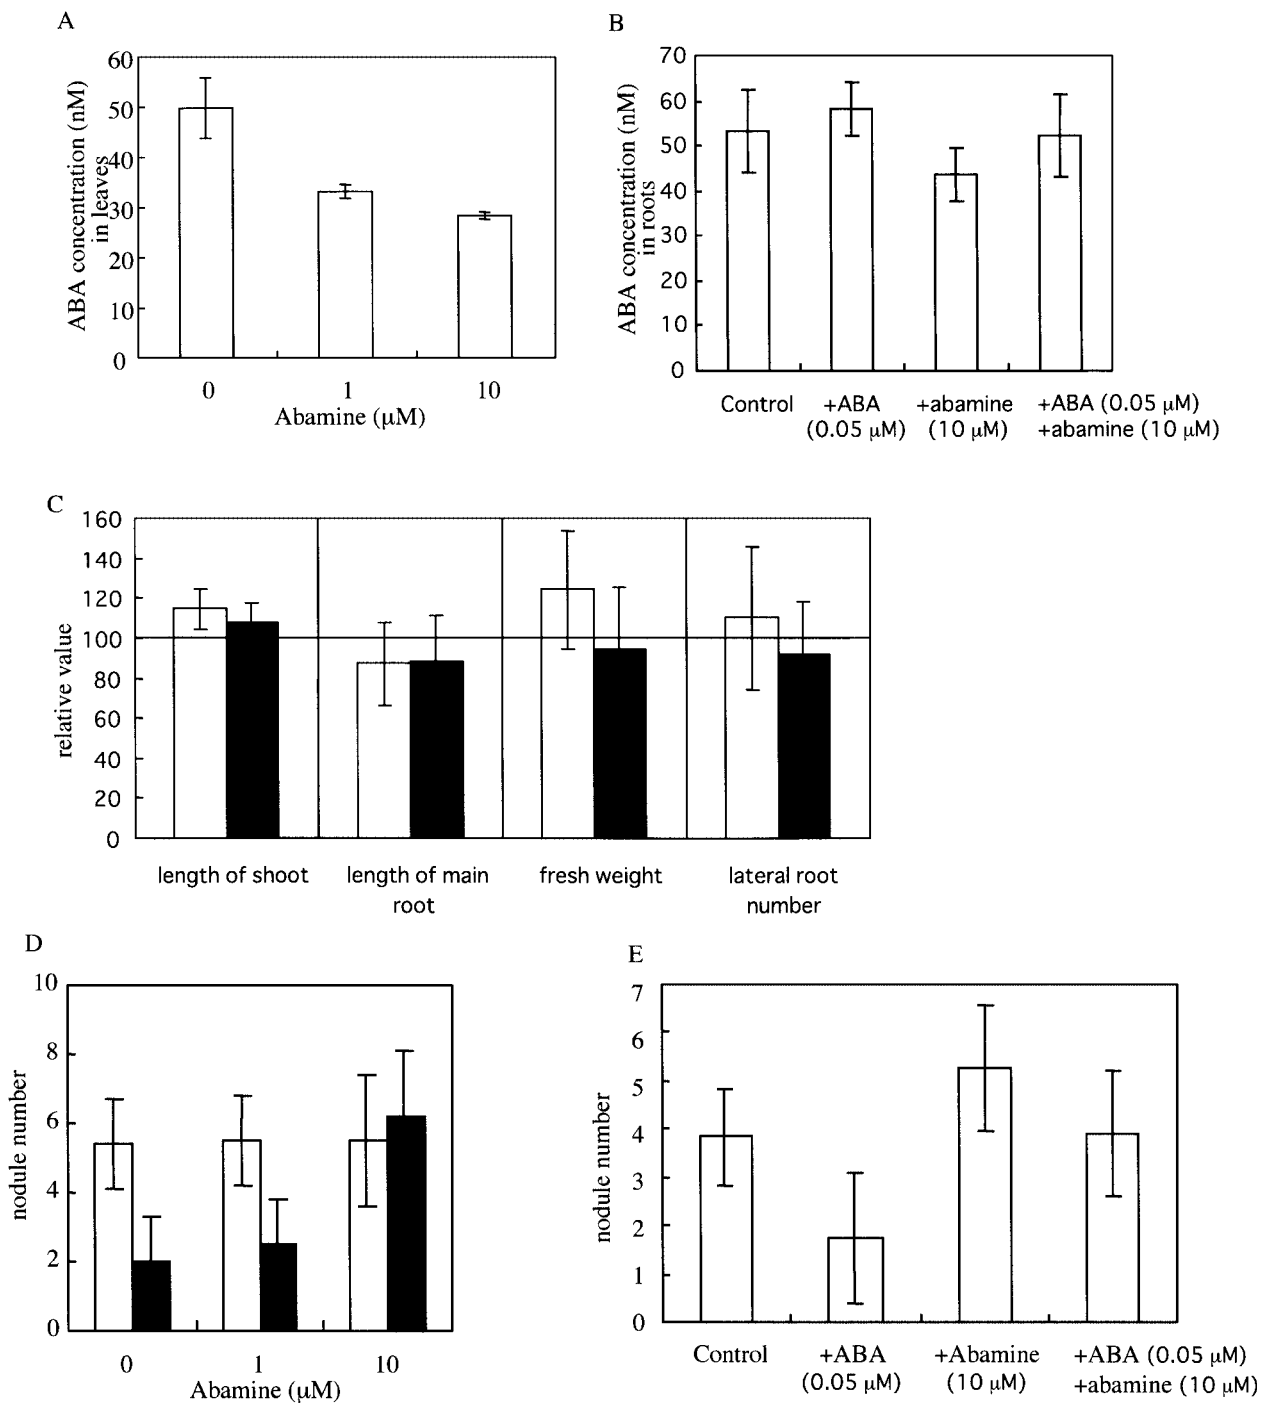 A
ABA concentration (nM)
in leaves
60
50
40
30
20
10
0
0 1 10
Abamine (μM)
B
ABA concentration (nM)
in roots
70
60
50
40
30
20
10
0
Control +ABA +abamine +ABA (0.05 μM)
(0.05 μM) (10 μM) +abamine (10 μM)
C
relative value
160
140
120
100
80
60
40
20
0
length of shoot length of main fresh weight lateral root
root number
D
nodule number
10
8
6
4
2
0
0 1 10
Abamine (μM)
E
nodule number
7
6
5
4
3
2
1
0
Control +ABA +Abamine +ABA (0.05 μM)
(0.05 μM) (10 μM) +abamine (10 μM)